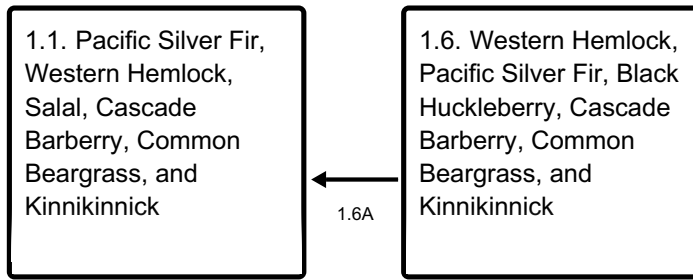 1.1. Pacific Silver Fir,
Western Hemlock,
Salal, Cascade
Barberry, Common
Beargrass, and
Kinnikinnick
1.6A
1.6. Western Hemlock,
Pacific Silver Fir, Black
Huckleberry, Cascade
Barberry, Common
Beargrass, and
Kinnikinnick